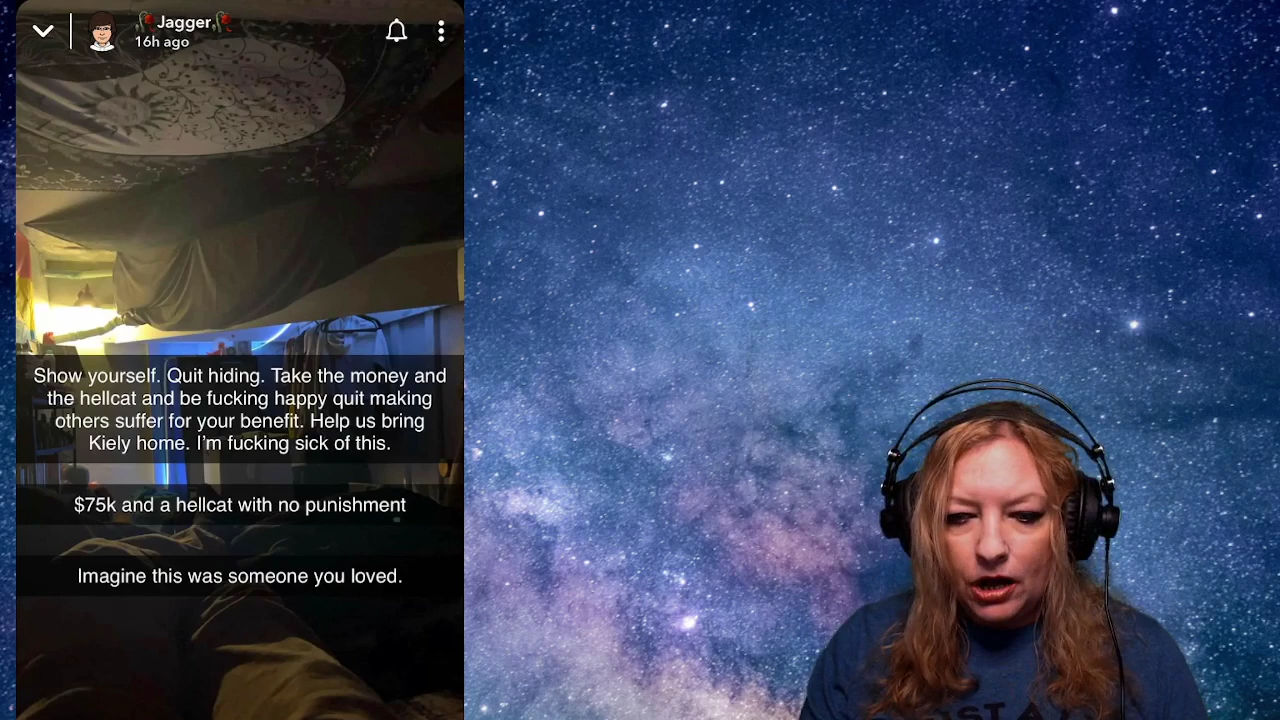 Jagger
16h ago
Show yourself. Quit hiding. Take the money and
the hellcat and be fucking happy quit making
others suffer for your benefit. Help us bring
Kiely home. I'm fucking sick of this.
$75k and a hellcat with no punishment
Imagine this was someone you loved.